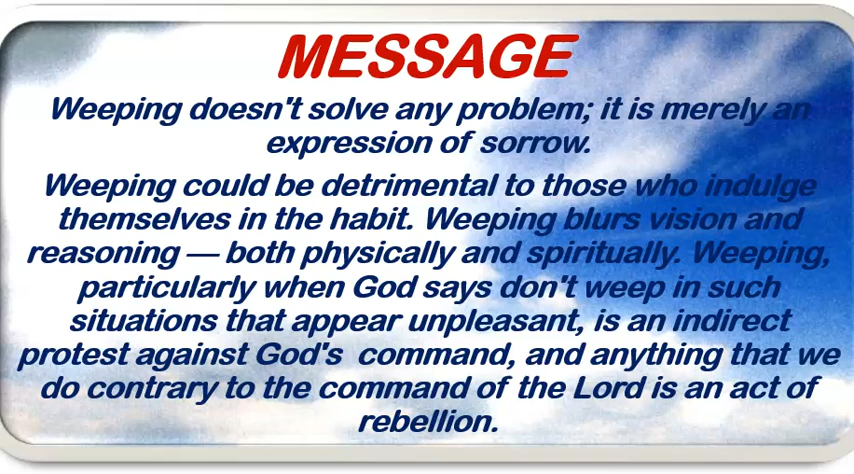 MESSAGE
Weeping doesn't solve any problem; it is merely an
expression of sorrow.
Weeping could be detrimental to those who indulge
themselves in the habit. Weeping blurs vision and
reasoning — both physically and spiritually. Weeping,
particularly when God says don't weep in such
situations that appear unpleasant, is an indirect
protest against God's command, and anything that we
do contrary to the command of the Lord is an act of
rebellion.